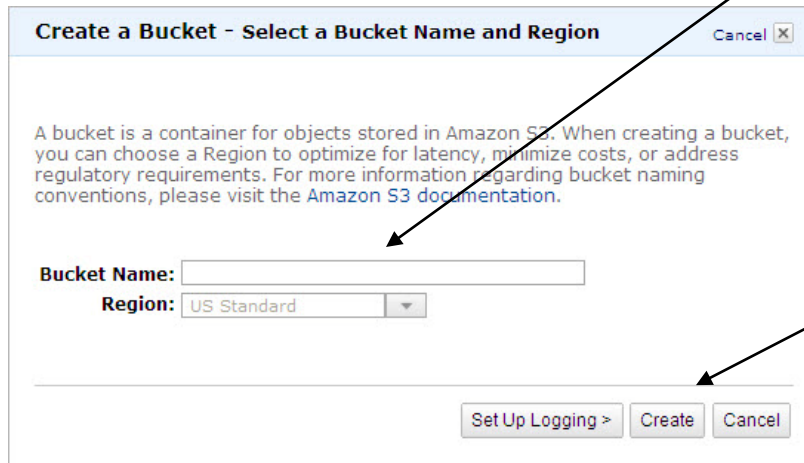 Create a Bucket - Select a Bucket Name and Region Cancel
A bucket is a container for objects stored in Amazon S3. When creating a bucket,
you can choose a Region to optimize for latency, minimize costs, or address
regulatory requirements. For more information regarding bucket naming
conventions, please visit the Amazon S3 documentation.
Bucket Name:
Region: US Standard
Set Up Logging > Create Cancel